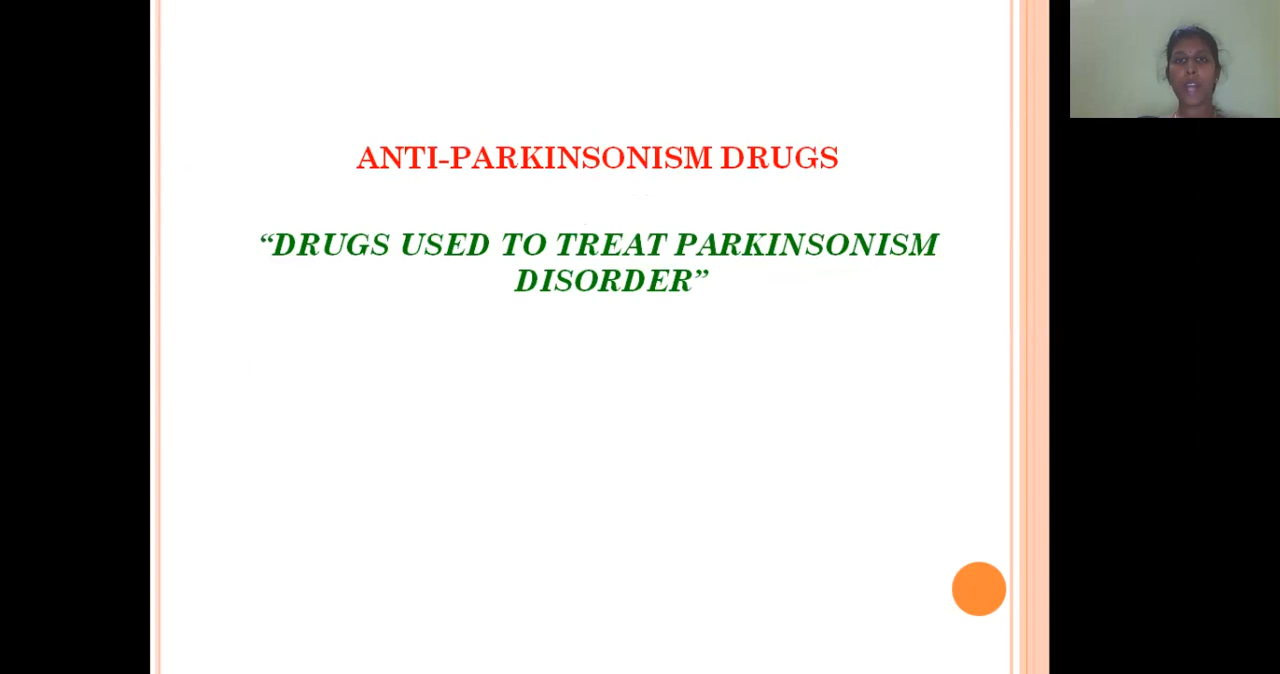 ANTI-PARKINSONISM DRUGS
“DRUGS USED TO TREAT PARKINSONISM
DISORDER”